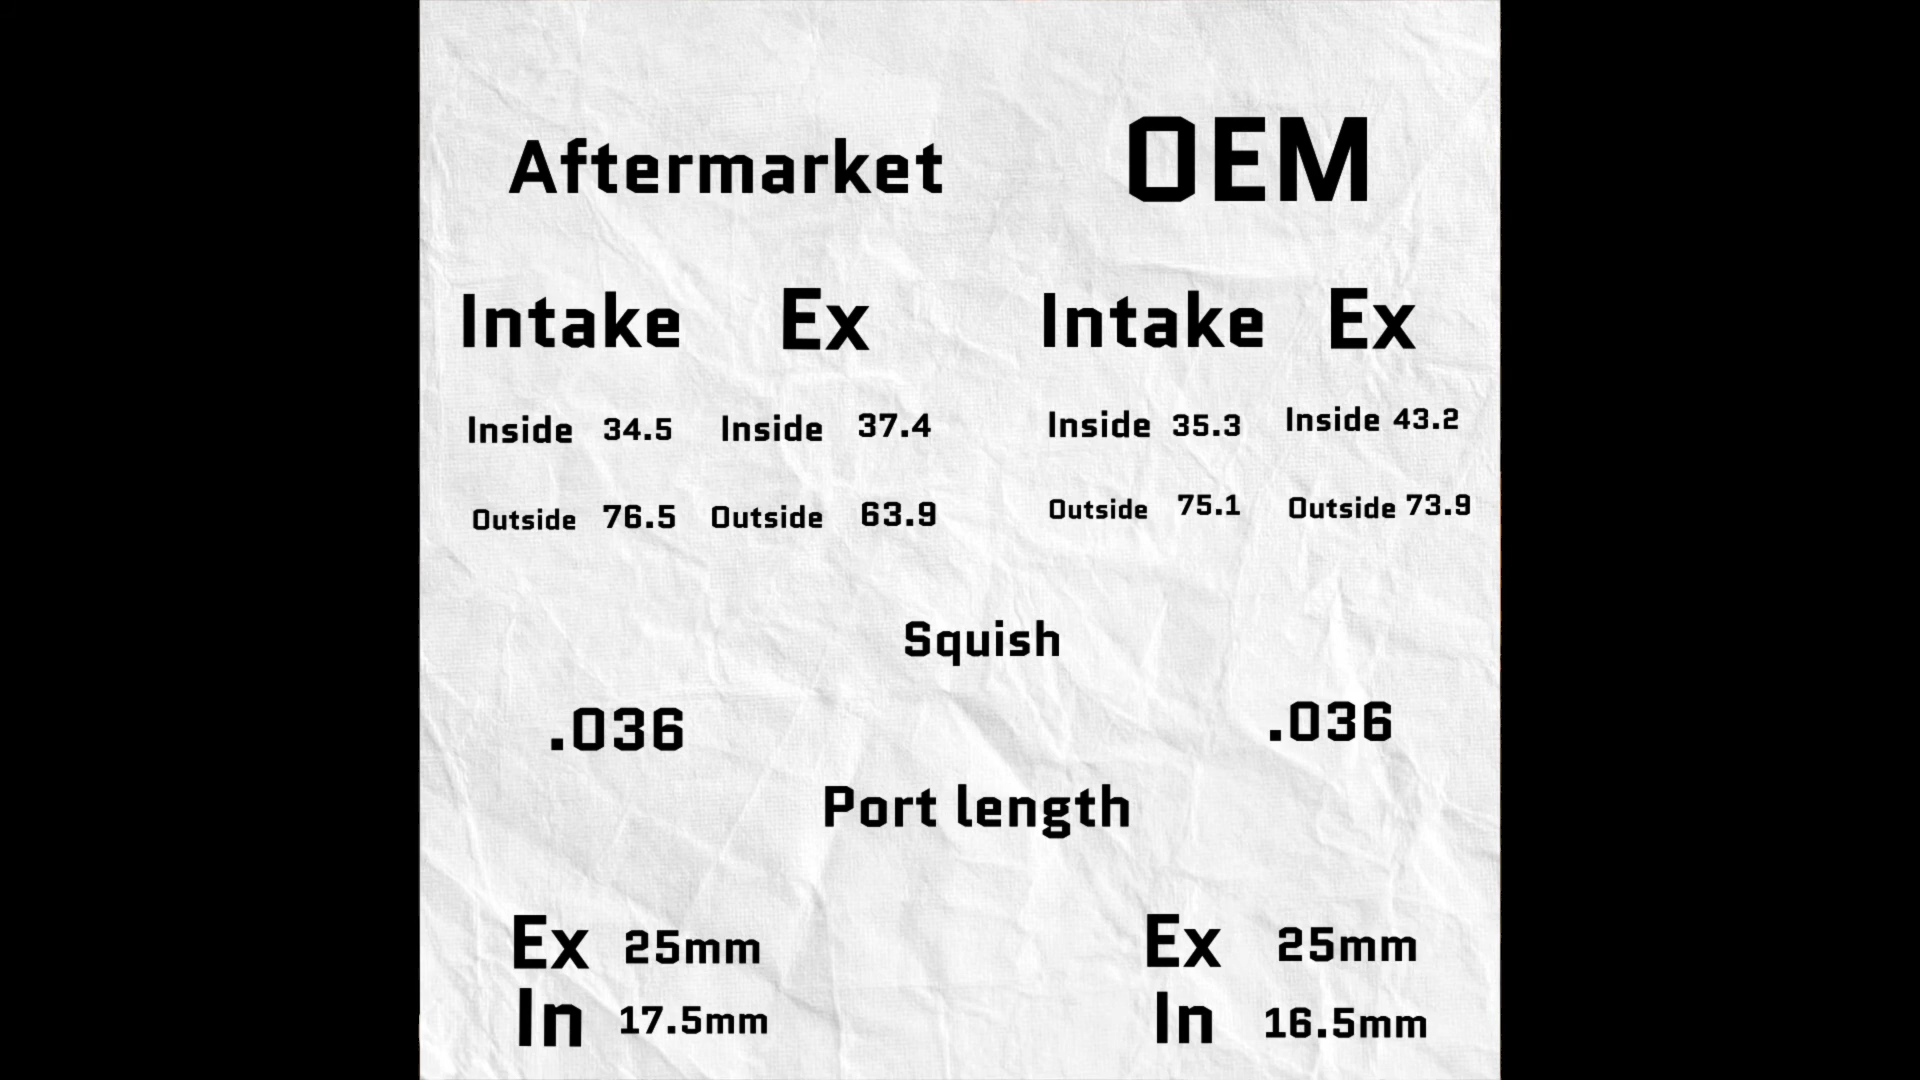 Aftermarket OEM
Intake Ex Intake Ex
Inside 34.5 Inside 37.4 Inside 35.3 Inside 43.2
Outside 76.5 Outside 63.9 Outside 75.1 Outside 73.9
Squish
.036 .036
Port length
Ex 25mm Ex 25mm
In 17.5mm In 16.5mm